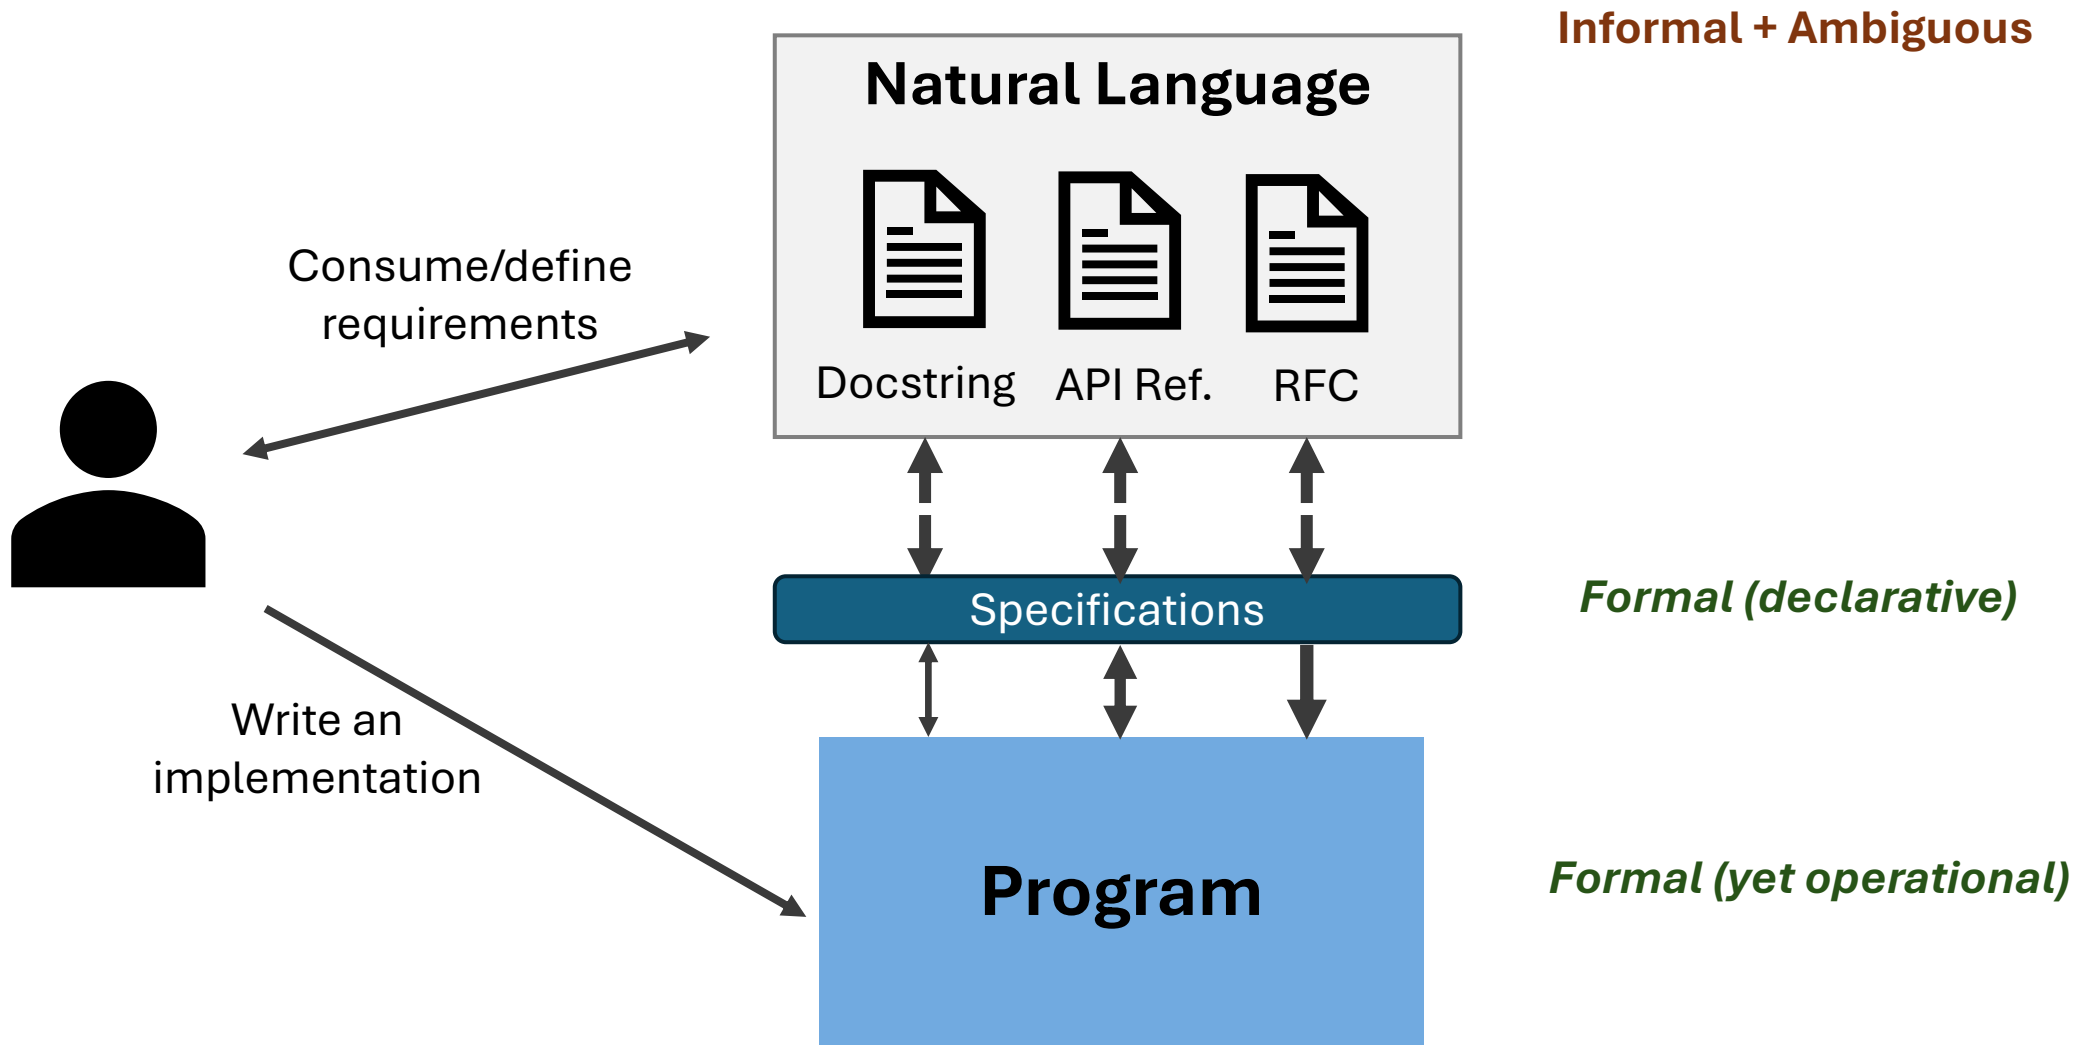 Informal + Ambiguous
Natural Language
Docstring
API Ref.
RFC
Consume/define
requirements
Specifications
Formal (declarative)
Write an
implementation
Program
Formal (yet operational)